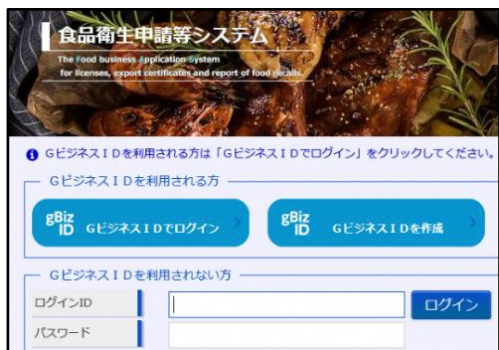 食品衛生申請等システム
The Food business Application System
for licenses, export certificates and report of food recalls.
GビジネスIDを利用される方は「GビジネスIDでログイン」をクリックしてください。
GビジネスIDを利用される方
gBiz ID GビジネスIDでログイン
gBiz ID GビジネスIDを作成
GビジネスIDを利用されない方
ログインID ログイン
パスワード